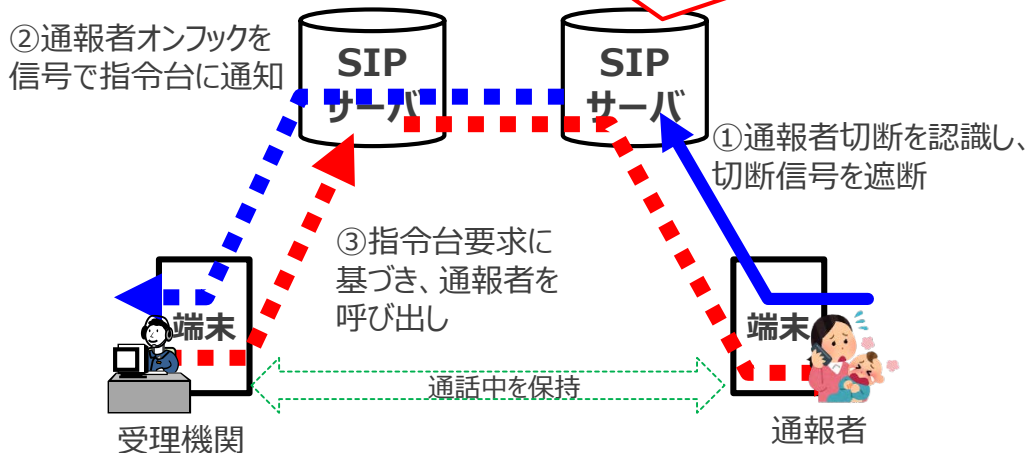 ②通報者オンフックを
信号で指令台に通知
SIP
サーバ
SIP
サーバ
①通報者切断を認識し、
切断信号を遮断
③指令台要求に
基づき、通報者を
呼び出し
端末
端末
通話中を保持
受理機関
通報者